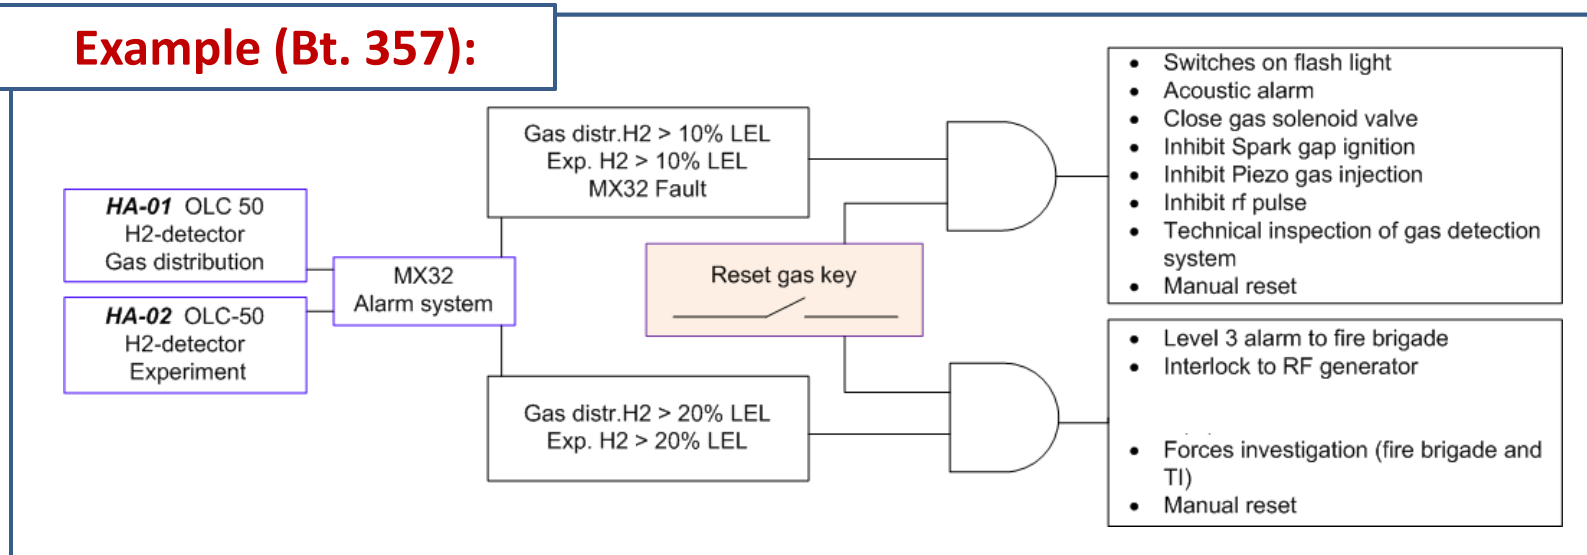 Example (Bt. 357):
HA-01 OLC 50
H2-detector
Gas distribution
HA-02 OLC-50
H2-detector
Experiment
MX32
Alarm system
Gas distr.H2 > 10% LEL
Exp. H2 > 10% LEL
MX32 Fault
Reset gas key
Gas distr.H2 > 20% LEL
Exp. H2 > 20% LEL
• Switches on flash light
• Acoustic alarm
• Close gas solenoid valve
• Inhibit Spark gap ignition
• Inhibit Piezo gas injection
• Inhibit rf pulse
• Technical inspection of gas detection
system
• Manual reset
• Level 3 alarm to fire brigade
• Interlock to RF generator
• Forces investigation (fire brigade and
TI)
• Manual reset